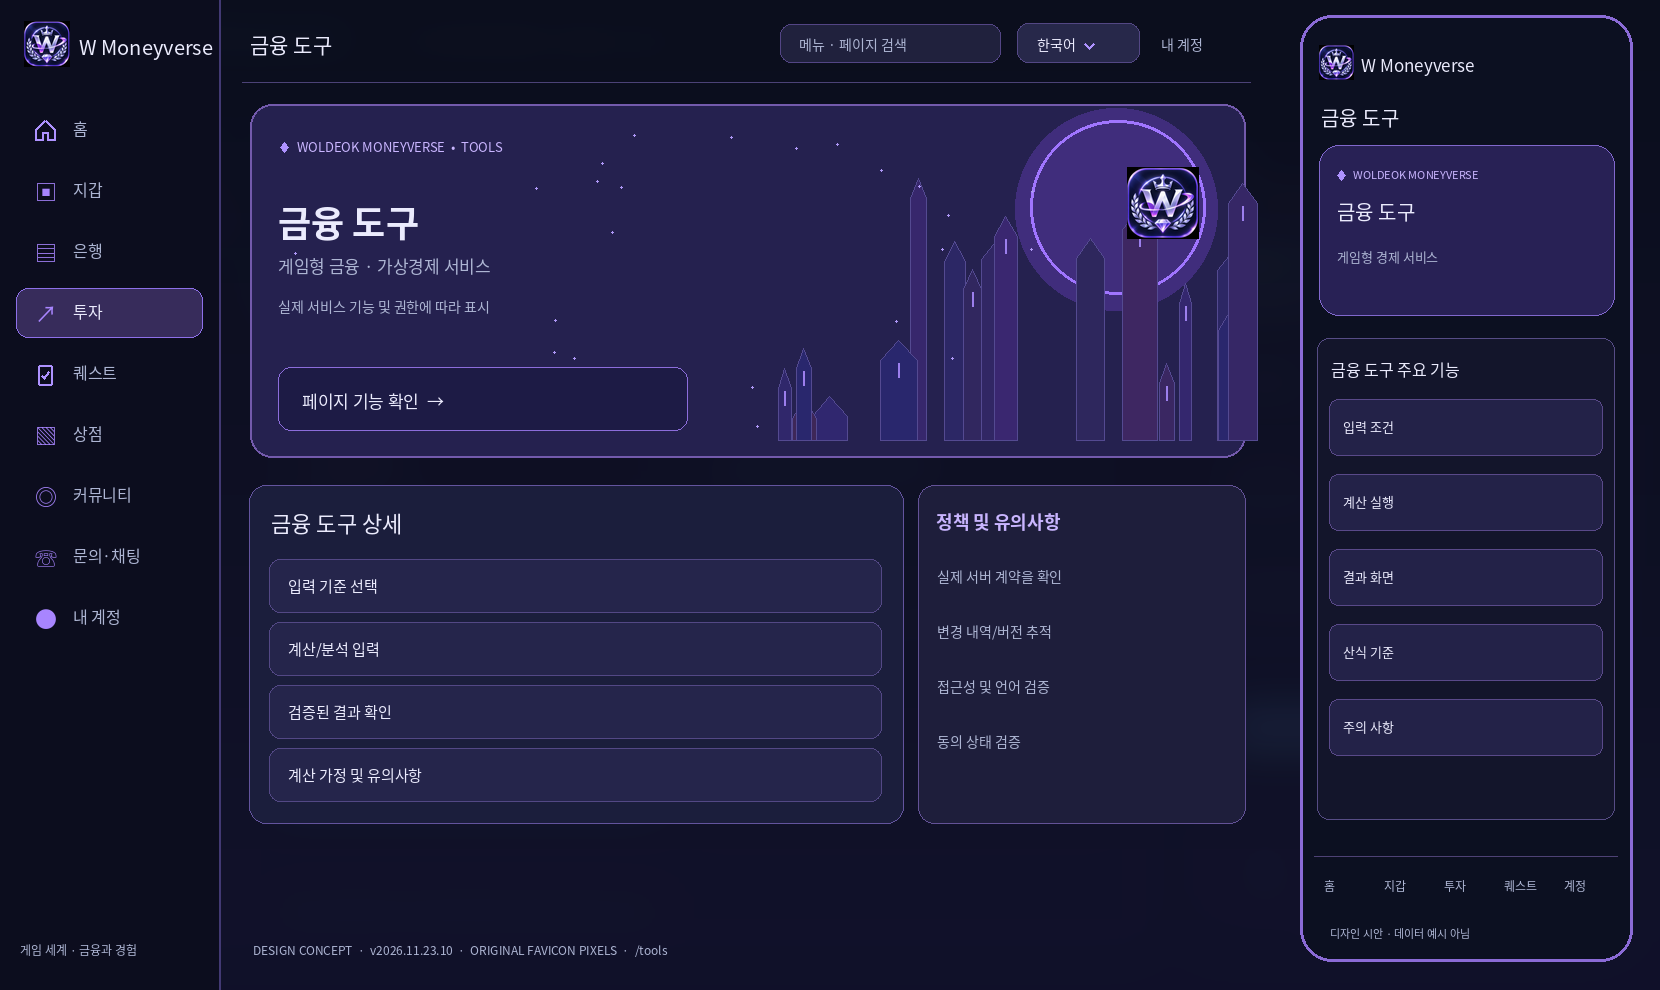 W Moneyverse
홈
지갑
은행
투자
퀘스트
상점
커뮤니티
문의·채팅
내 계정
게임 세계 · 금융과 경험
금융 도구
메뉴 · 페이지 검색
한국어
내 계정
WOLDEOK MONEYVERSE • TOOLS
금융 도구
게임형 금융 · 가상경제 서비스
실제 서비스 기능 및 권한에 따라 표시
페이지 기능 확인 →
금융 도구 상세
입력 기준 선택
계산/분석 입력
검증된 결과 확인
계산 가정 및 유의사항
정책 및 유의사항
실제 서버 계약을 확인
변경 내역/버전 추적
접근성 및 언어 검증
동의 상태 검증
DESIGN CONCEPT · v2026.11.23.10 · ORIGINAL FAVICON PIXELS · /tools
W Moneyverse
금융 도구
WOLDEOK MONEYVERSE
금융 도구
게임형 경제 서비스
금융 도구 주요 기능
입력 조건
계산 실행
결과 화면
산식 기준
주의 사항
홈 지갑 투자 퀘스트 계정
디자인 시안 · 데이터 예시 아님